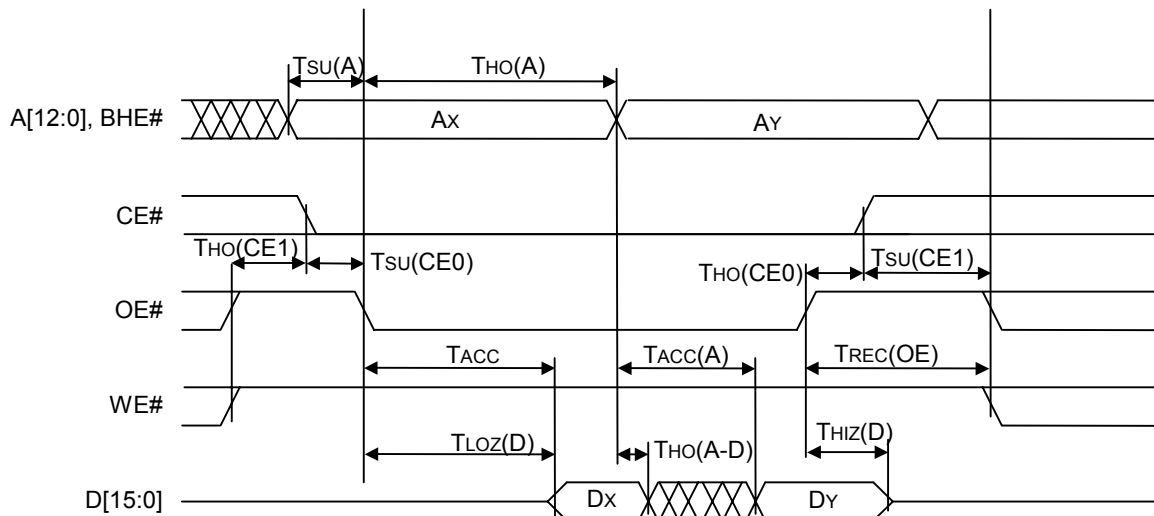 TSU(A)
THO(A)
A[12:0], BHE#
AX
AY
CE#
THO(CE1)
TSU(CE0)
THO(CE0)
TSU(CE1)
OE#
TACC
TACC(A)
TREC(OE)
WE#
TLOZ(D)
THO(A-D)
THIZ(D)
D[15:0]
DX
DY